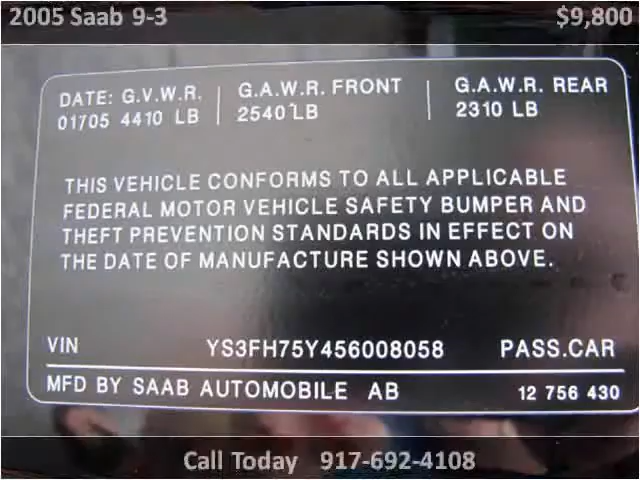 2005 Saab 9-3 $9,800
DATE: G.V.W.R. G.A.W.R. FRONT G.A.W.R. REAR
01705 4410 LB 2540 LB 2310 LB
THIS VEHICLE CONFORMS TO ALL APPLICABLE
FEDERAL MOTOR VEHICLE SAFETY BUMPER AND
THEFT PREVENTION STANDARDS IN EFFECT ON
THE DATE OF MANUFACTURE SHOWN ABOVE.
VIN YS3FH75Y456008058 PASS.CAR
MFD BY SAAB AUTOMOBILE AB 12 756 430
Call Today 917-692-4108